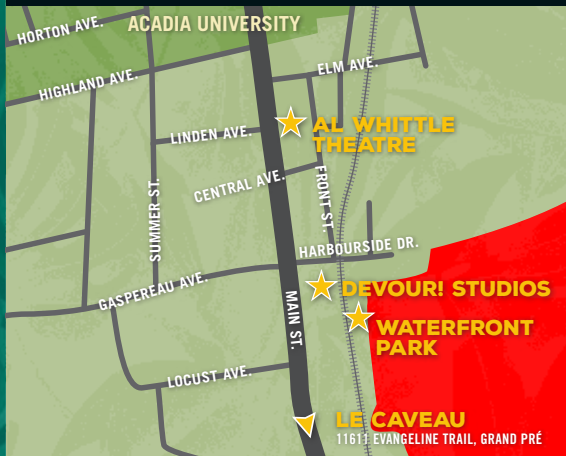 HORTON AVE.
ACADIA UNIVERSITY
HIGHLAND AVE.
ELM AVE.
LINDEN AVE.
AL WHITTLE
THEATRE
CENTRAL AVE.
FRONT ST.
SUMMER ST.
HARBOURSIDE DR.
GASPEREAU AVE.
DEVOUR! STUDIOS
MAIN ST.
WATERFRONT
PARK
LOCUST AVE.
LE CAVEAU
11611 EVANGELINE TRAIL, GRAND PRÉ